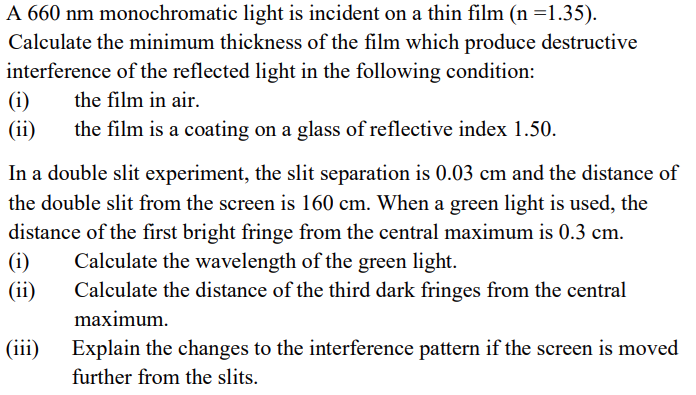 A 660 nm monochromatic light is incident on a thin film (n =1.35).
Calculate the minimum thickness of the film which produce destructive
interference of the reflected light in the following condition:
(i) the film in air.
(ii) the film is a coating on a glass of reflective index 1.50.
In a double slit experiment, the slit separation is 0.03 cm and the distance of
the double slit from the screen is 160 cm. When a green light is used, the
distance of the first bright fringe from the central maximum is 0.3 cm.
(i) Calculate the wavelength of the green light.
(ii) Calculate the distance of the third dark fringes from the central
maximum.
(iii) Explain the changes to the interference pattern if the screen is moved
further from the slits.